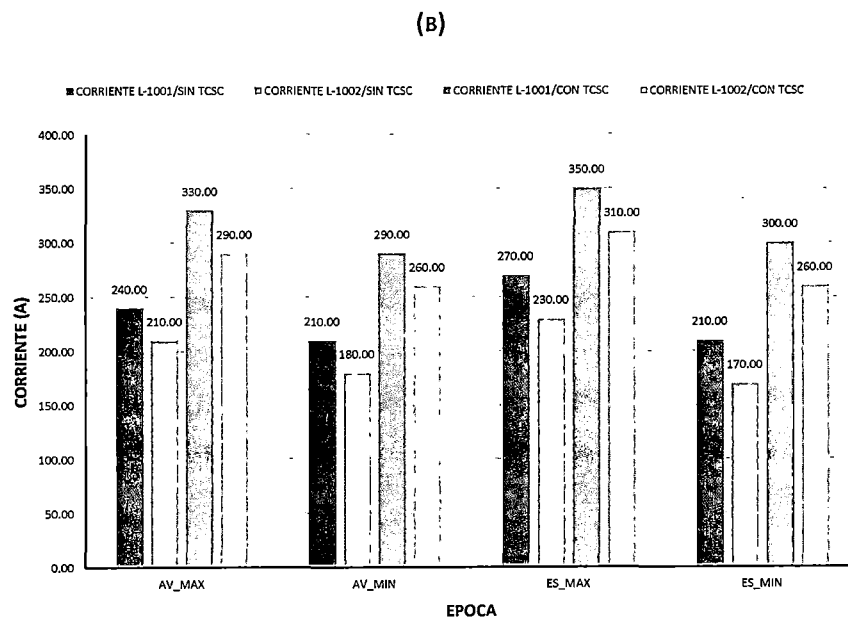 (B)
CORRIENTE L-1001/SIN TCSC CORRIENTE L-1002/SIN TCSC CORRIENTE L-1001/CON TCSC CORRIENTE L-1002/CON TCSC
400.00
350.00
300.00
250.00
200.00
150.00
100.00
50.00
0.00
CORRIENTE (A)
240.00 210.00 330.00 290.00
210.00 180.00 290.00 260.00
270.00 230.00 350.00 310.00
210.00 170.00 300.00 260.00
AV_MAX AV_MIN ES_MAX ES_MIN
EPOCA